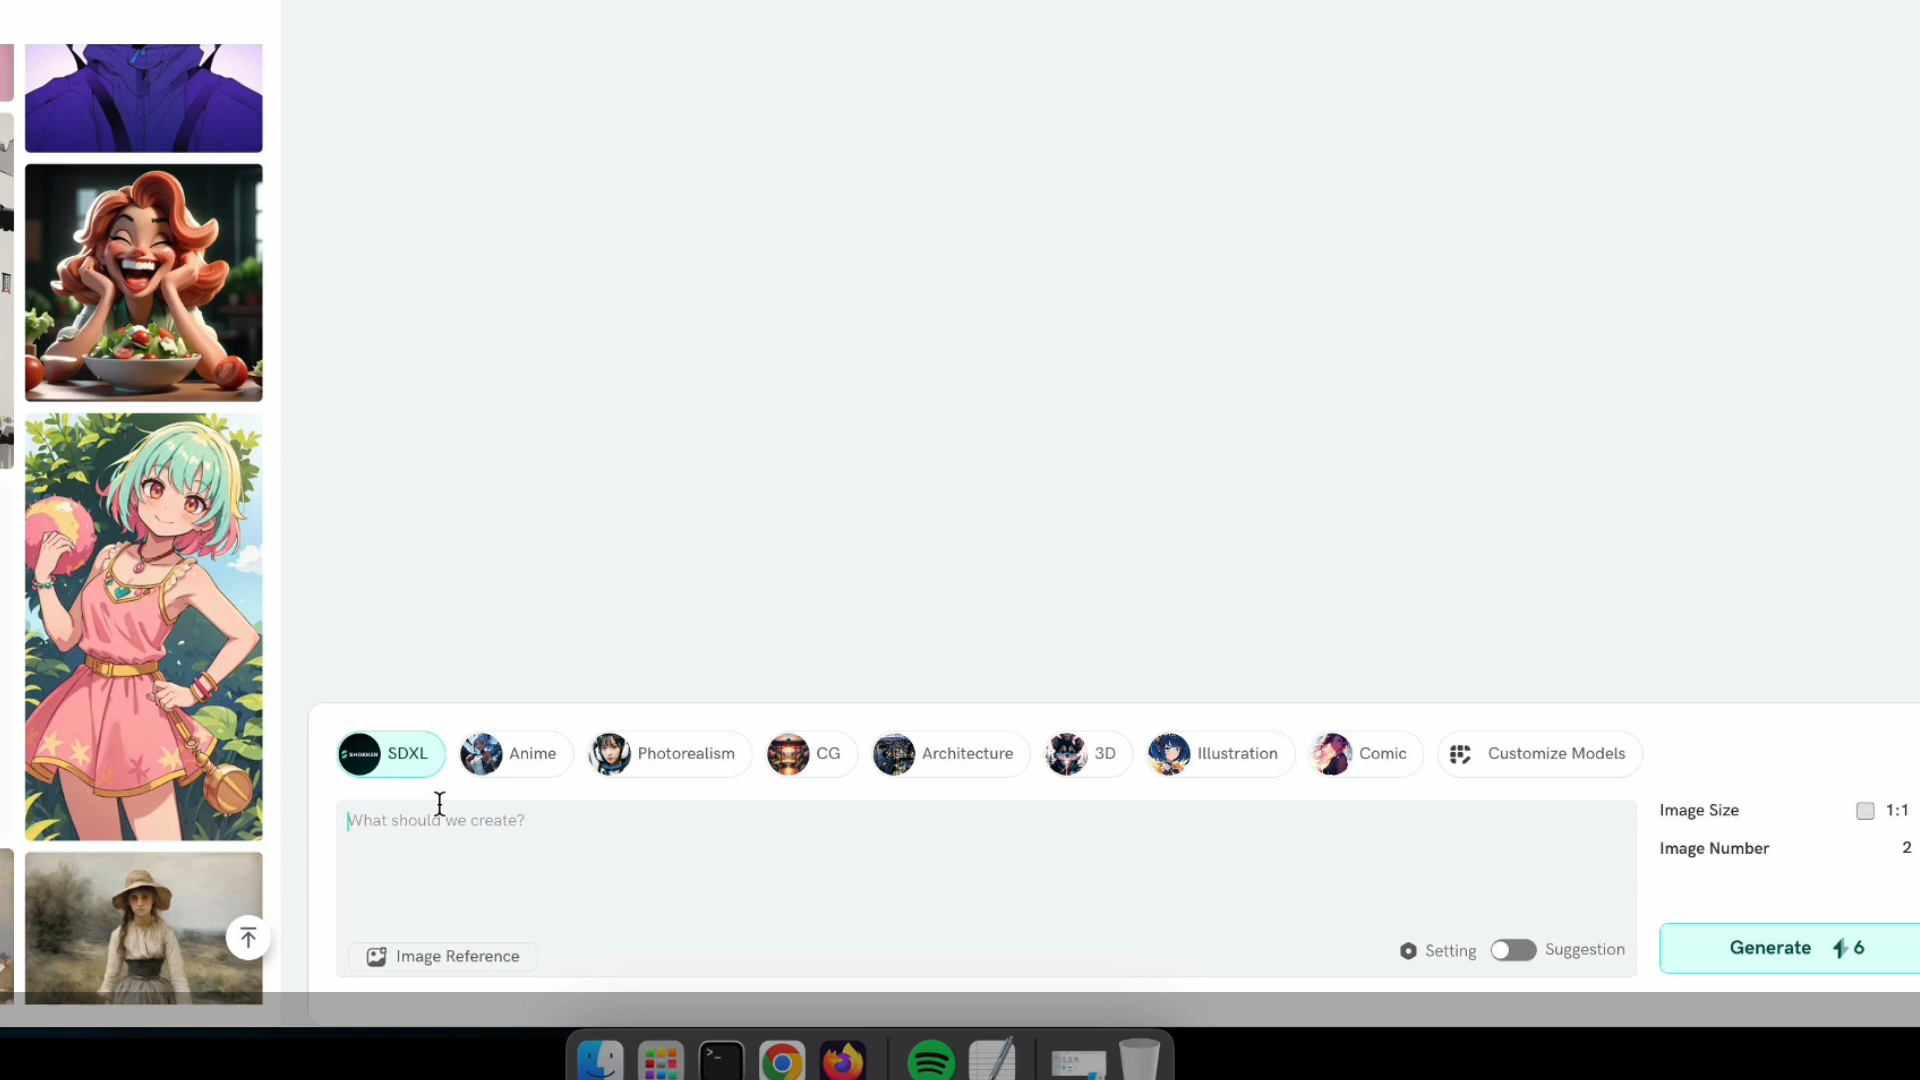 SHAKKER SDXL Anime Photorealism CG Architecture 3D Illustration Comic Customize Models
What should we create?
Image Size 1:1
Image Number 2
Image Reference
Setting Suggestion
Generate 6